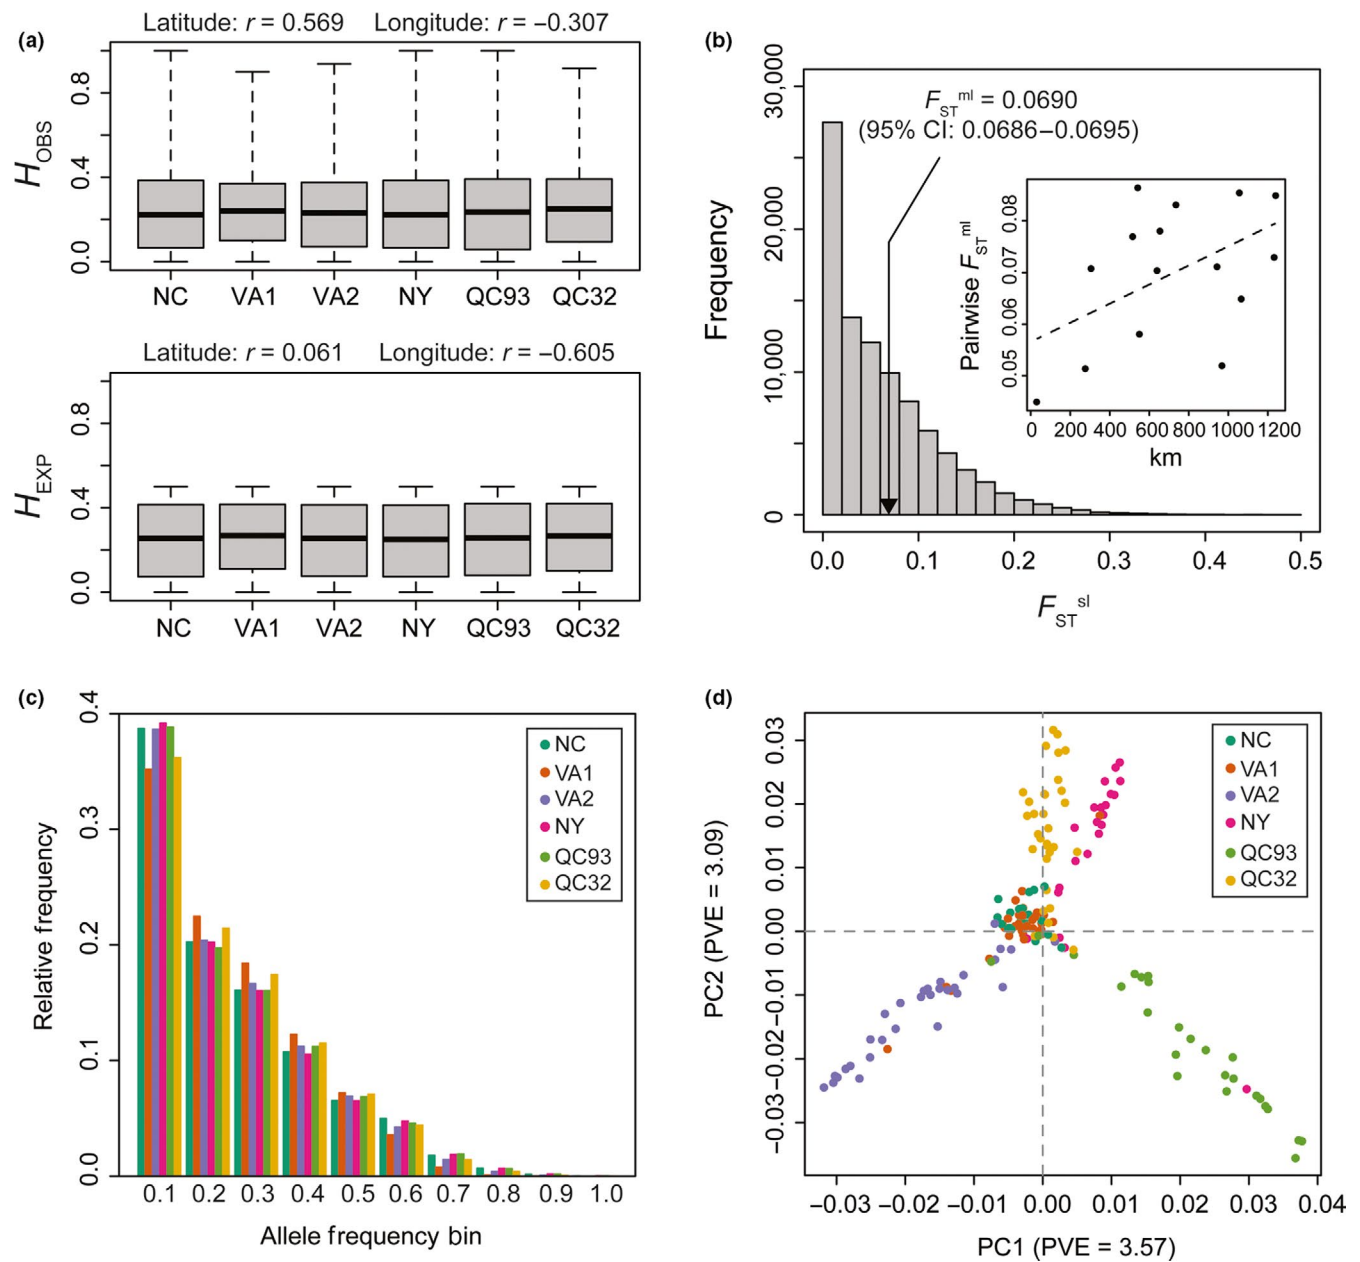 (a)
Latitude: r = 0.569 Longitude: r = −0.307
H_OBS
0.0 0.4 0.8
NC VA1 VA2 NY QC93 QC32
Latitude: r = 0.061 Longitude: r = −0.605
H_EXP
0.0 0.4 0.8
NC VA1 VA2 NY QC93 QC32
(b)
F_ST^ml = 0.0690
(95% CI: 0.0686−0.0695)
Frequency
0 10,000 20,000 30,000
0.0 0.1 0.2 0.3 0.4 0.5
F_ST^sl
Pairwise F_ST^ml
0.05 0.06 0.07 0.08
0 200 400 600 800 1000 1200
km
(c)
Relative frequency
0.0 0.1 0.2 0.3 0.4
NC
VA1
VA2
NY
QC93
QC32
0.1 0.2 0.3 0.4 0.5 0.6 0.7 0.8 0.9 1.0
Allele frequency bin
(d)
PC2 (PVE = 3.09)
−0.03 −0.02 −0.01 0.00 0.01 0.02 0.03
NC
VA1
VA2
NY
QC93
QC32
−0.03 −0.02 −0.01 0.00 0.01 0.02 0.03 0.04
PC1 (PVE = 3.57)